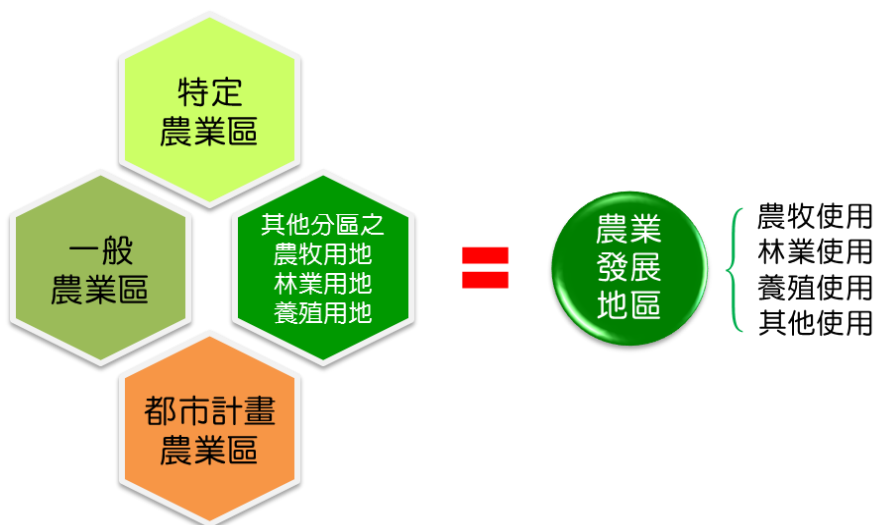 特定
農業區
一般
農業區
其他分區之
農牧用地
林業用地
養殖用地
都市計畫
農業區
=
農業
發展
地區
農牧使用
林業使用
養殖使用
其他使用